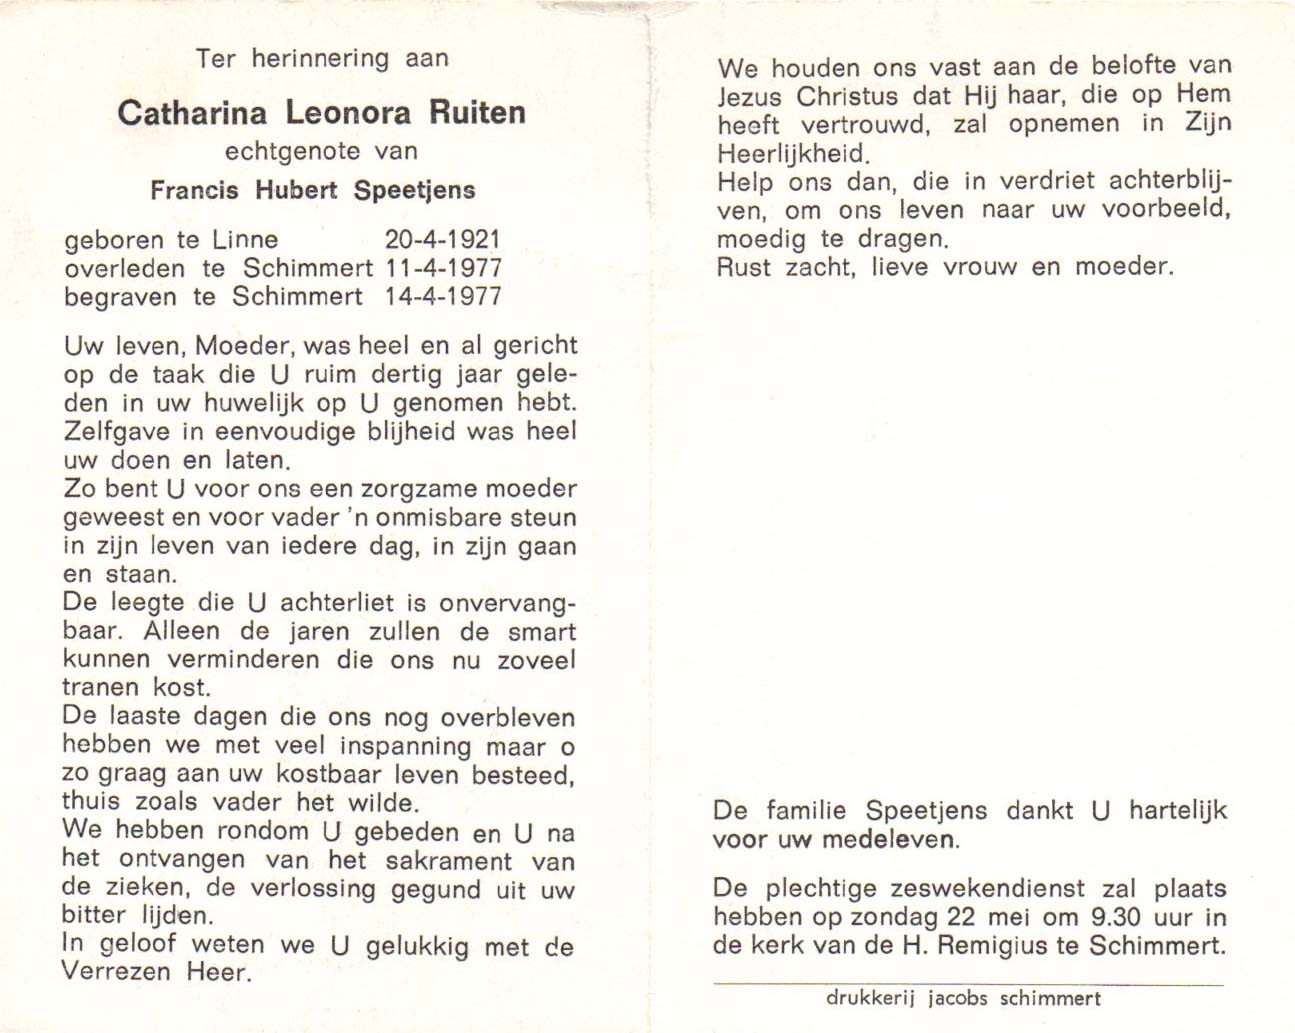 Ter herinnering aan
Catharina Leonora Ruiten
echtgenote van
Francis Hubert Speetjens
geboren te Linne 20-4-1921
overleden te Schimmert 11-4-1977
begraven te Schimmert 14-4-1977
Uw leven, Moeder, was heel en al gericht
op de taak die U ruim dertig jaar gele-
den in uw huwelijk op U genomen hebt.
Zelfgave in eenvoudige blijheid was heel
uw doen en laten.
Zo bent U voor ons een zorgzame moeder
geweest en voor vader 'n onmisbare steun
in zijn leven van iedere dag, in zijn gaan
en staan.
De leegte die U achterliet is onvervang-
baar. Alleen de jaren zullen de smart
kunnen verminderen die ons nu zoveel
tranen kost.
De laaste dagen die ons nog overbleven
hebben we met veel inspanning maar o
zo graag aan uw kostbaar leven besteed,
thuis zoals vader het wilde.
We hebben rondom U gebeden en U na
het ontvangen van het sakrament van
de zieken, de verlossing gegund uit uw
bitter lijden.
In geloof weten we U gelukkig met de
Verrezen Heer.
We houden ons vast aan de belofte van
Jezus Christus dat Hij haar, die op Hem
heeft vertrouwd, zal opnemen in Zijn
Heerlijkheid.
Help ons dan, die in verdriet achterblij-
ven, om ons leven naar uw voorbeeld,
moedig te dragen.
Rust zacht, lieve vrouw en moeder.
De familie Speetjens dankt U hartelijk
voor uw medeleven.
De plechtige zeswekendienst zal plaats
hebben op zondag 22 mei om 9.30 uur in
de kerk van de H. Remigius te Schimmert.
drukkerij jacobs schimmert